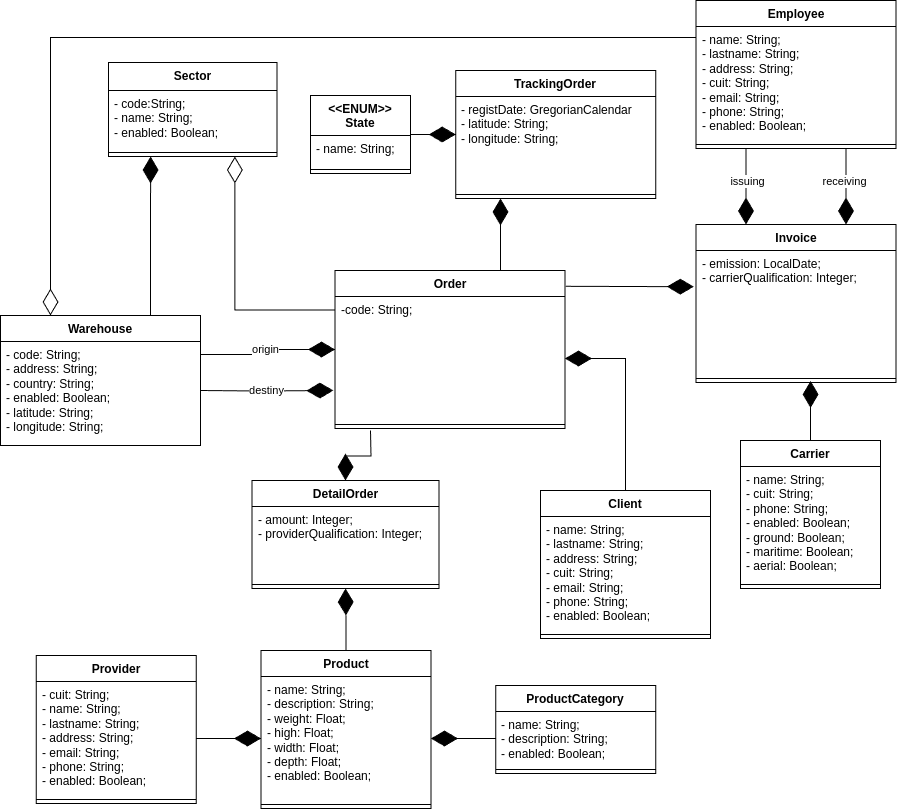 Employee
- name: String;
- lastname: String;
- address: String;
- cuit: String;
- email: String;
- phone: String;
- enabled: Boolean;
Sector
- code:String;
- name: String;
- enabled: Boolean;
<<ENUM>>
State
- name: String;
TrackingOrder
- registDate: GregorianCalendar
- latitude: String;
- longitude: String;
issuing
receiving
Invoice
- emission: LocalDate;
- carrierQualification: Integer;
Order
-code: String;
Warehouse
- code: String;
- address: String;
- country: String;
- enabled: Boolean;
- latitude: String;
- longitude: String;
origin
destiny
DetailOrder
- amount: Integer;
- providerQualification: Integer;
Client
- name: String;
- lastname: String;
- address: String;
- cuit: String;
- email: String;
- phone: String;
- enabled: Boolean;
Carrier
- name: String;
- cuit: String;
- phone: String;
- enabled: Boolean;
- ground: Boolean;
- maritime: Boolean;
- aerial: Boolean;
Provider
- cuit: String;
- name: String;
- lastname: String;
- address: String;
- email: String;
- phone: String;
- enabled: Boolean;
Product
- name: String;
- description: String;
- weight: Float;
- high: Float;
- width: Float;
- depth: Float;
- enabled: Boolean;
ProductCategory
- name: String;
- description: String;
- enabled: Boolean;